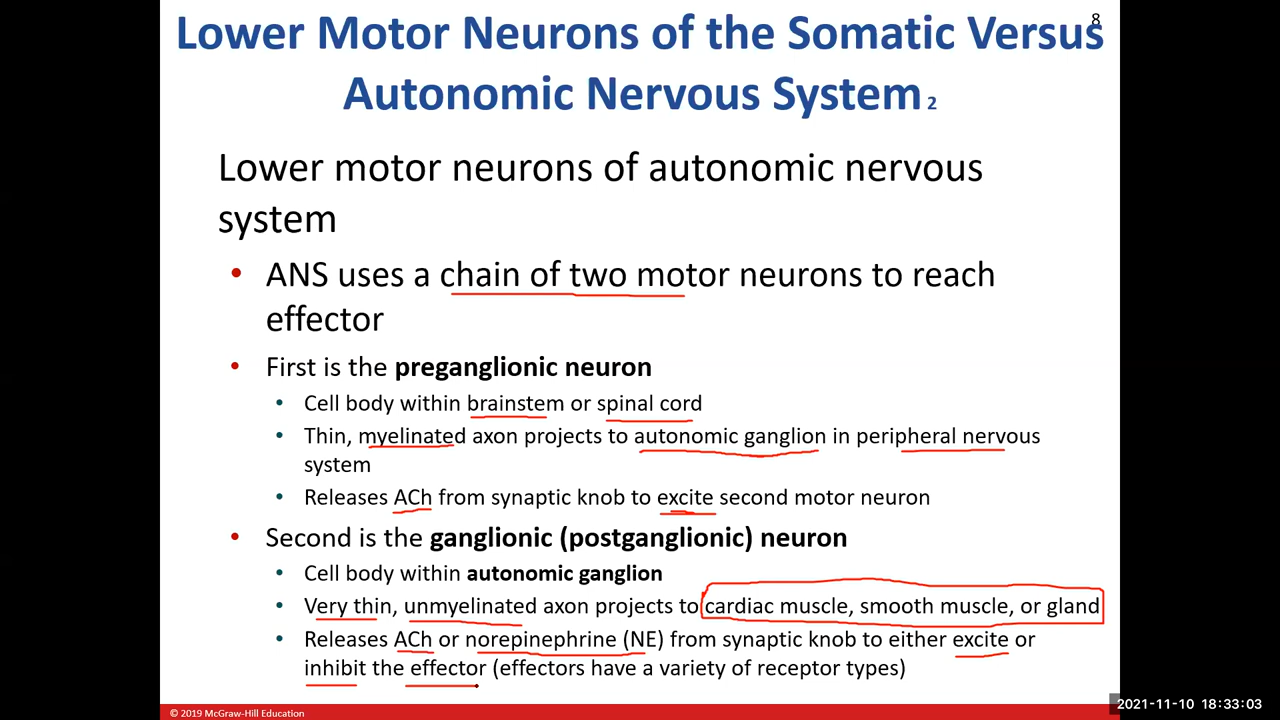 8
Lower Motor Neurons of the Somatic Versus
Autonomic Nervous System 2
Lower motor neurons of autonomic nervous
system
• ANS uses a chain of two motor neurons to reach
effector
• First is the preganglionic neuron
• Cell body within brainstem or spinal cord
• Thin, myelinated axon projects to autonomic ganglion in peripheral nervous
system
• Releases ACh from synaptic knob to excite second motor neuron
• Second is the ganglionic (postganglionic) neuron
• Cell body within autonomic ganglion
• Very thin, unmyelinated axon projects to cardiac muscle, smooth muscle, or gland
• Releases ACh or norepinephrine (NE) from synaptic knob to either excite or
inhibit the effector (effectors have a variety of receptor types)
© 2019 McGraw-Hill Education
2021-11-10 18:33:03